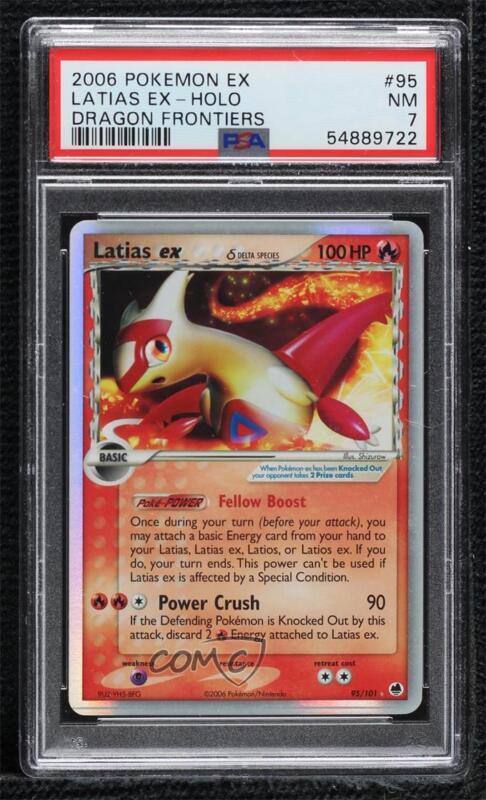 2006 POKEMON EX #95
LATIAS EX – HOLO NM
DRAGON FRONTIERS 7
PSA 54889722
Latias ex δ DELTA SPECIES 100 HP
Illus. Shizurow
BASIC
When Pokémon-ex has been Knocked Out,
your opponent takes 2 Prize cards.
Poké-POWER Fellow Boost
Once during your turn (before your attack), you
may attach a basic Energy card from your hand to
your Latias, Latias ex, Latios, or Latios ex. If you
do, your turn ends. This power can't be used if
Latias ex is affected by a Special Condition.
Power Crush 90
If the Defending Pokémon is Knocked Out by this
attack, discard 2 Energy attached to Latias ex.
weakness resistance retreat cost
COMC
9U2-YH5-BFG ©2006 Pokémon/Nintendo 95/101